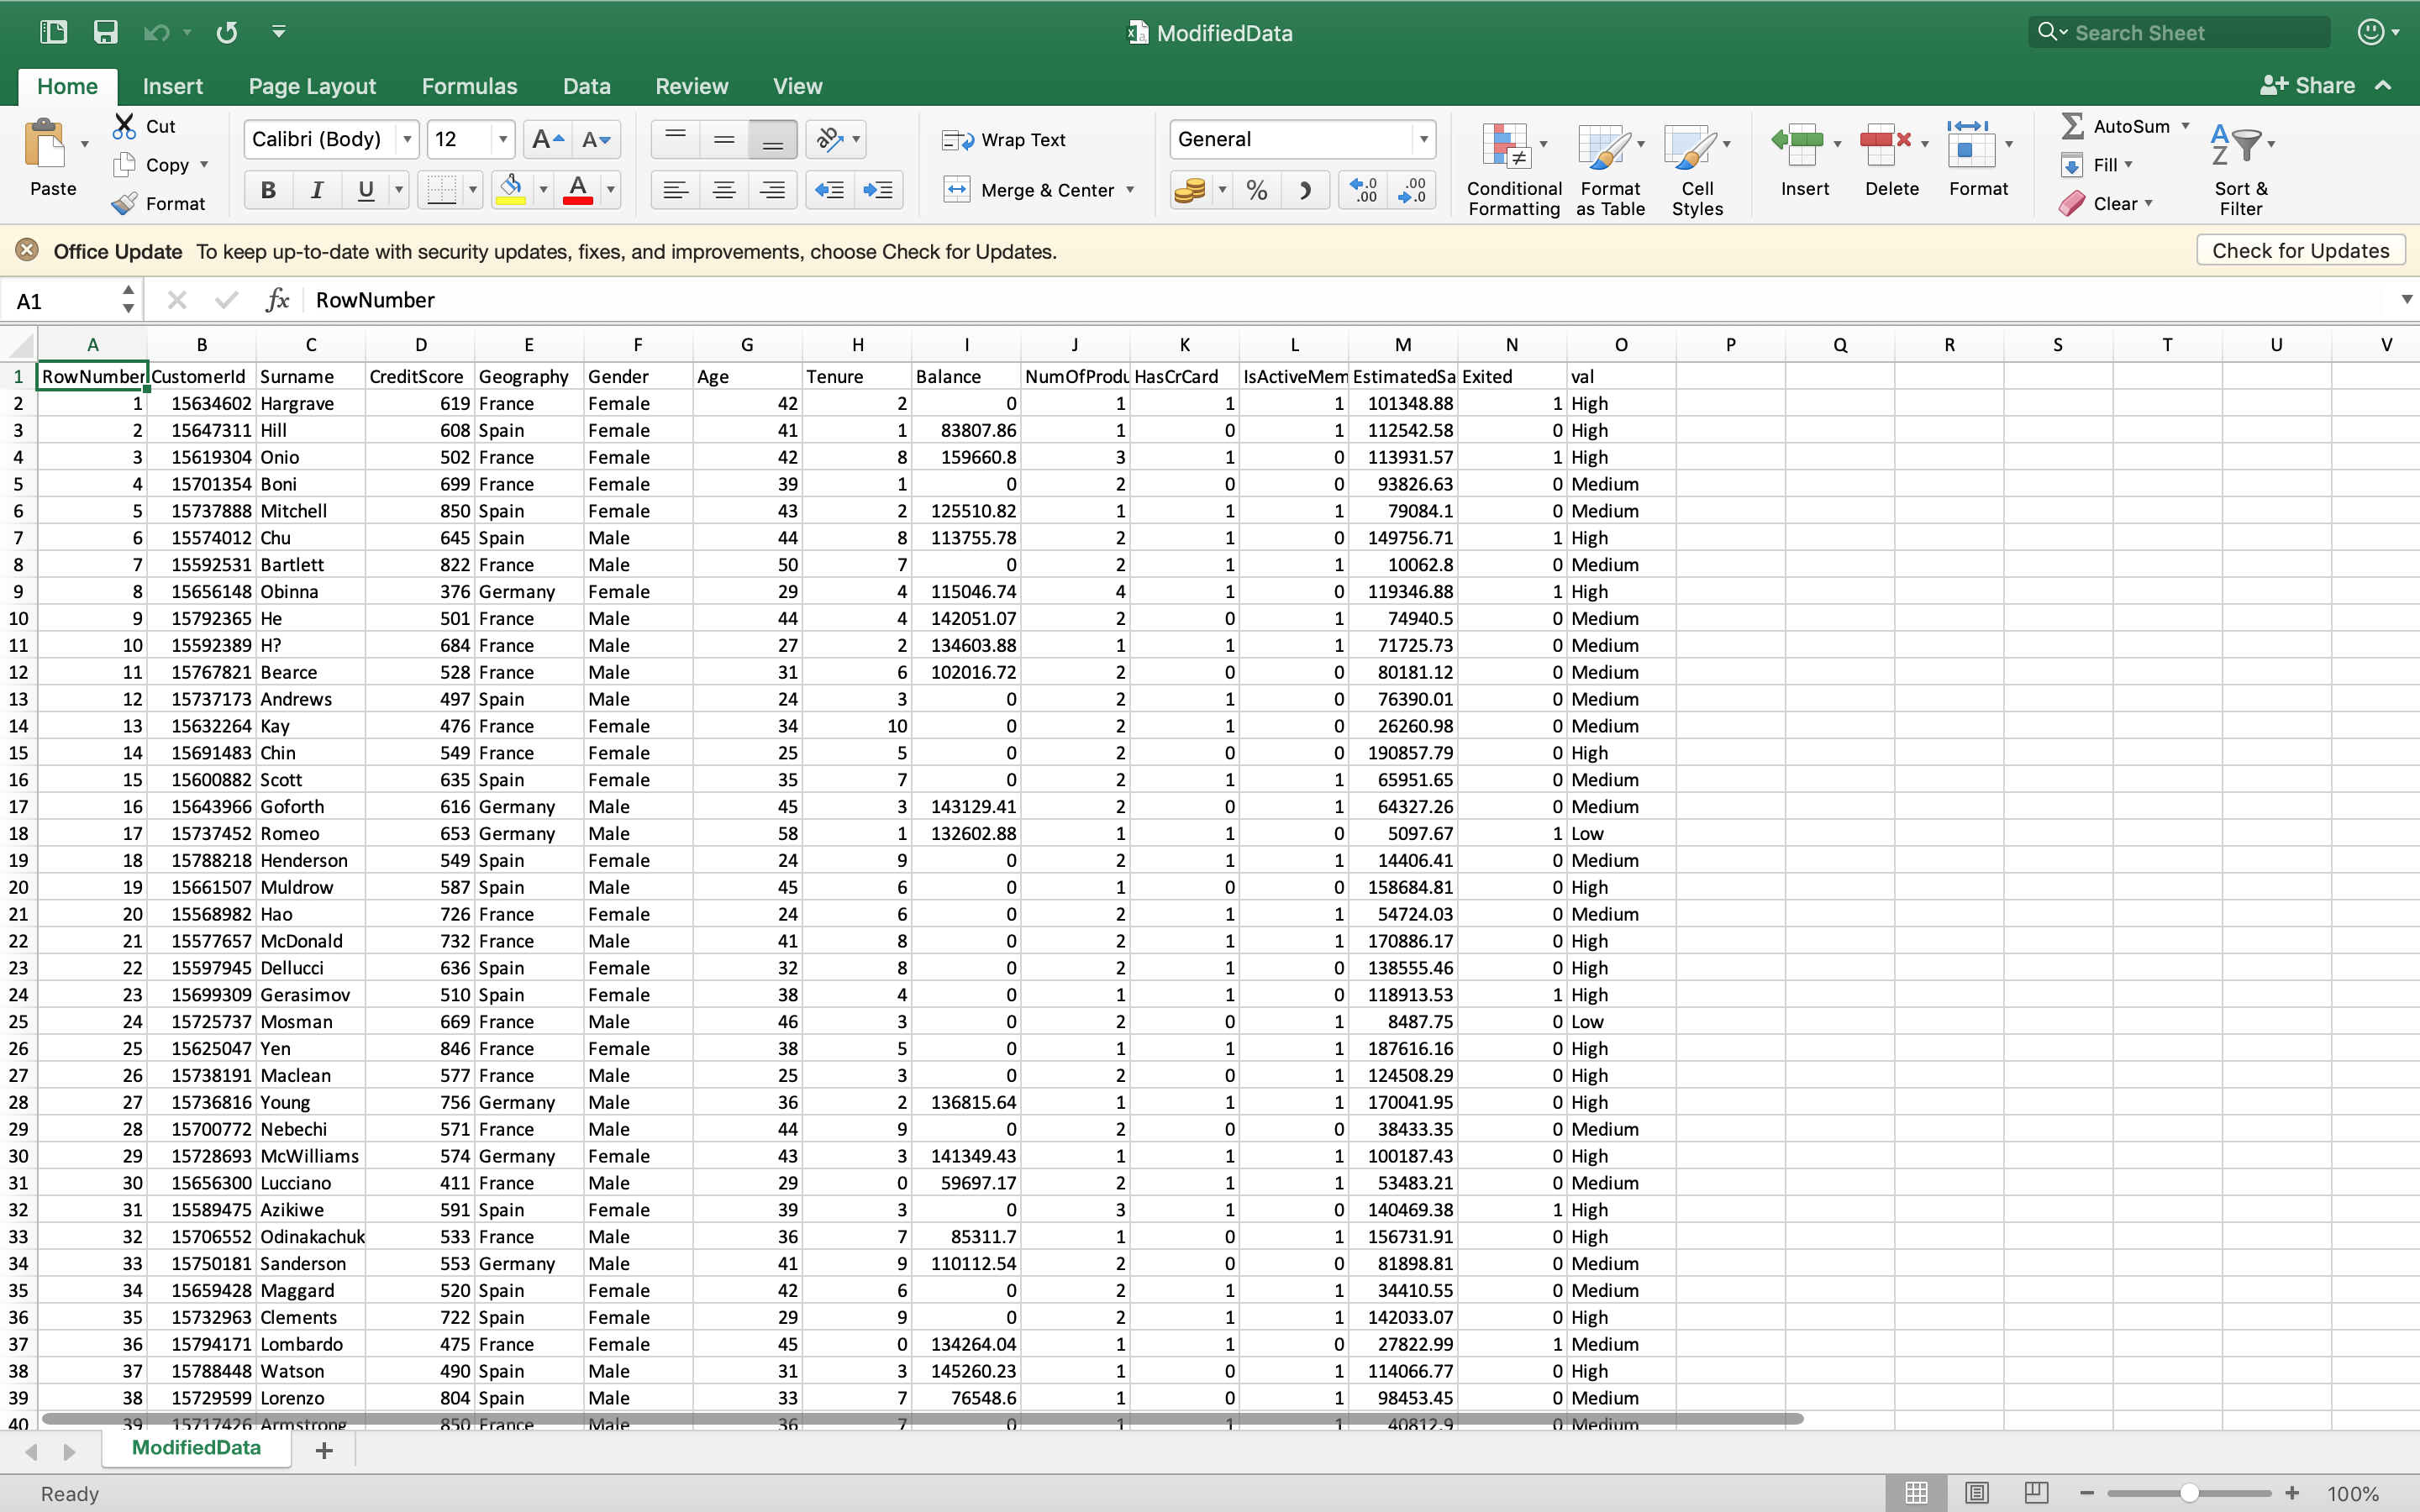 ModifiedData
Search Sheet
Home Insert Page Layout Formulas Data Review View Share
Cut
Copy
Format
Paste
Calibri (Body) 12
B I U
Wrap Text
Merge & Center
General
Conditional Formatting
Format as Table
Cell Styles
Insert
Delete
Format
AutoSum
Fill
Clear
Sort & Filter
Office Update To keep up-to-date with security updates, fixes, and improvements, choose Check for Updates. Check for Updates
A1 fx RowNumber
A B C D E F G H I J K L M N O P Q R S T U V
1 RowNumber CustomerId Surname CreditScore Geography Gender Age Tenure Balance NumOfProdu HasCrCard IsActiveMem EstimatedSa Exited val
2 1 15634602 Hargrave 619 France Female 42 2 0 1 1 1 101348.88 1 High
3 2 15647311 Hill 608 Spain Female 41 1 83807.86 1 0 1 112542.58 0 High
4 3 15619304 Onio 502 France Female 42 8 159660.8 3 1 0 113931.57 1 High
5 4 15701354 Boni 699 France Female 39 1 0 2 0 0 93826.63 0 Medium
6 5 15737888 Mitchell 850 Spain Female 43 2 125510.82 1 1 1 79084.1 0 Medium
7 6 15574012 Chu 645 Spain Male 44 8 113755.78 2 1 0 149756.71 1 High
8 7 15592531 Bartlett 822 France Male 50 7 0 2 1 1 10062.8 0 Medium
9 8 15656148 Obinna 376 Germany Female 29 4 115046.74 4 1 0 119346.88 1 High
10 9 15792365 He 501 France Male 44 4 142051.07 2 0 1 74940.5 0 Medium
11 10 15592389 H? 684 France Male 27 2 134603.88 1 1 1 71725.73 0 Medium
12 11 15767821 Bearce 528 France Male 31 6 102016.72 2 0 0 80181.12 0 Medium
13 12 15737173 Andrews 497 Spain Male 24 3 0 2 1 0 76390.01 0 Medium
14 13 15632264 Kay 476 France Female 34 10 0 2 1 0 26260.98 0 Medium
15 14 15691483 Chin 549 France Female 25 5 0 2 0 0 190857.79 0 High
16 15 15600882 Scott 635 Spain Female 35 7 0 2 1 1 65951.65 0 Medium
17 16 15643966 Goforth 616 Germany Male 45 3 143129.41 2 0 1 64327.26 0 Medium
18 17 15737452 Romeo 653 Germany Male 58 1 132602.88 1 1 0 5097.67 1 Low
19 18 15788218 Henderson 549 Spain Female 24 9 0 2 1 1 14406.41 0 Medium
20 19 15661507 Muldrow 587 Spain Male 45 6 0 1 0 0 158684.81 0 High
21 20 15568982 Hao 726 France Female 24 6 0 2 1 1 54724.03 0 Medium
22 21 15577657 McDonald 732 France Male 41 8 0 2 1 1 170886.17 0 High
23 22 15597945 Dellucci 636 Spain Female 32 8 0 2 1 0 138555.46 0 High
24 23 15699309 Gerasimov 510 Spain Female 38 4 0 1 1 0 118913.53 1 High
25 24 15725737 Mosman 669 France Male 46 3 0 2 0 1 8487.75 0 Low
26 25 15625047 Yen 846 France Female 38 5 0 1 1 1 187616.16 0 High
27 26 15738191 Maclean 577 France Male 25 3 0 2 0 1 124508.29 0 High
28 27 15736816 Young 756 Germany Male 36 2 136815.64 1 1 1 170041.95 0 High
29 28 15700772 Nebechi 571 France Male 44 9 0 2 0 0 38433.35 0 Medium
30 29 15728693 McWilliams 574 Germany Female 43 3 141349.43 1 1 1 100187.43 0 High
31 30 15656300 Lucciano 411 France Male 29 0 59697.17 2 1 1 53483.21 0 Medium
32 31 15589475 Azikiwe 591 Spain Female 39 3 0 3 1 0 140469.38 1 High
33 32 15706552 Odinakachuk 533 France Male 36 7 85311.7 1 0 1 156731.91 0 High
34 33 15750181 Sanderson 553 Germany Male 41 9 110112.54 2 0 0 81898.81 0 Medium
35 34 15659428 Maggard 520 Spain Female 42 6 0 2 1 1 34410.55 0 Medium
36 35 15732963 Clements 722 Spain Female 29 9 0 2 1 1 142033.07 0 High
37 36 15794171 Lombardo 475 France Female 45 0 134264.04 1 1 0 27822.99 1 Medium
38 37 15788448 Watson 490 Spain Male 31 3 145260.23 1 0 1 114066.77 0 High
39 38 15729599 Lorenzo 804 Spain Male 33 7 76548.6 1 0 1 98453.45 0 Medium
40 39 15717426 Armstrong 850 France Male 36 7 0 1 1 1 40812.9 0 Medium
ModifiedData
Ready 100%